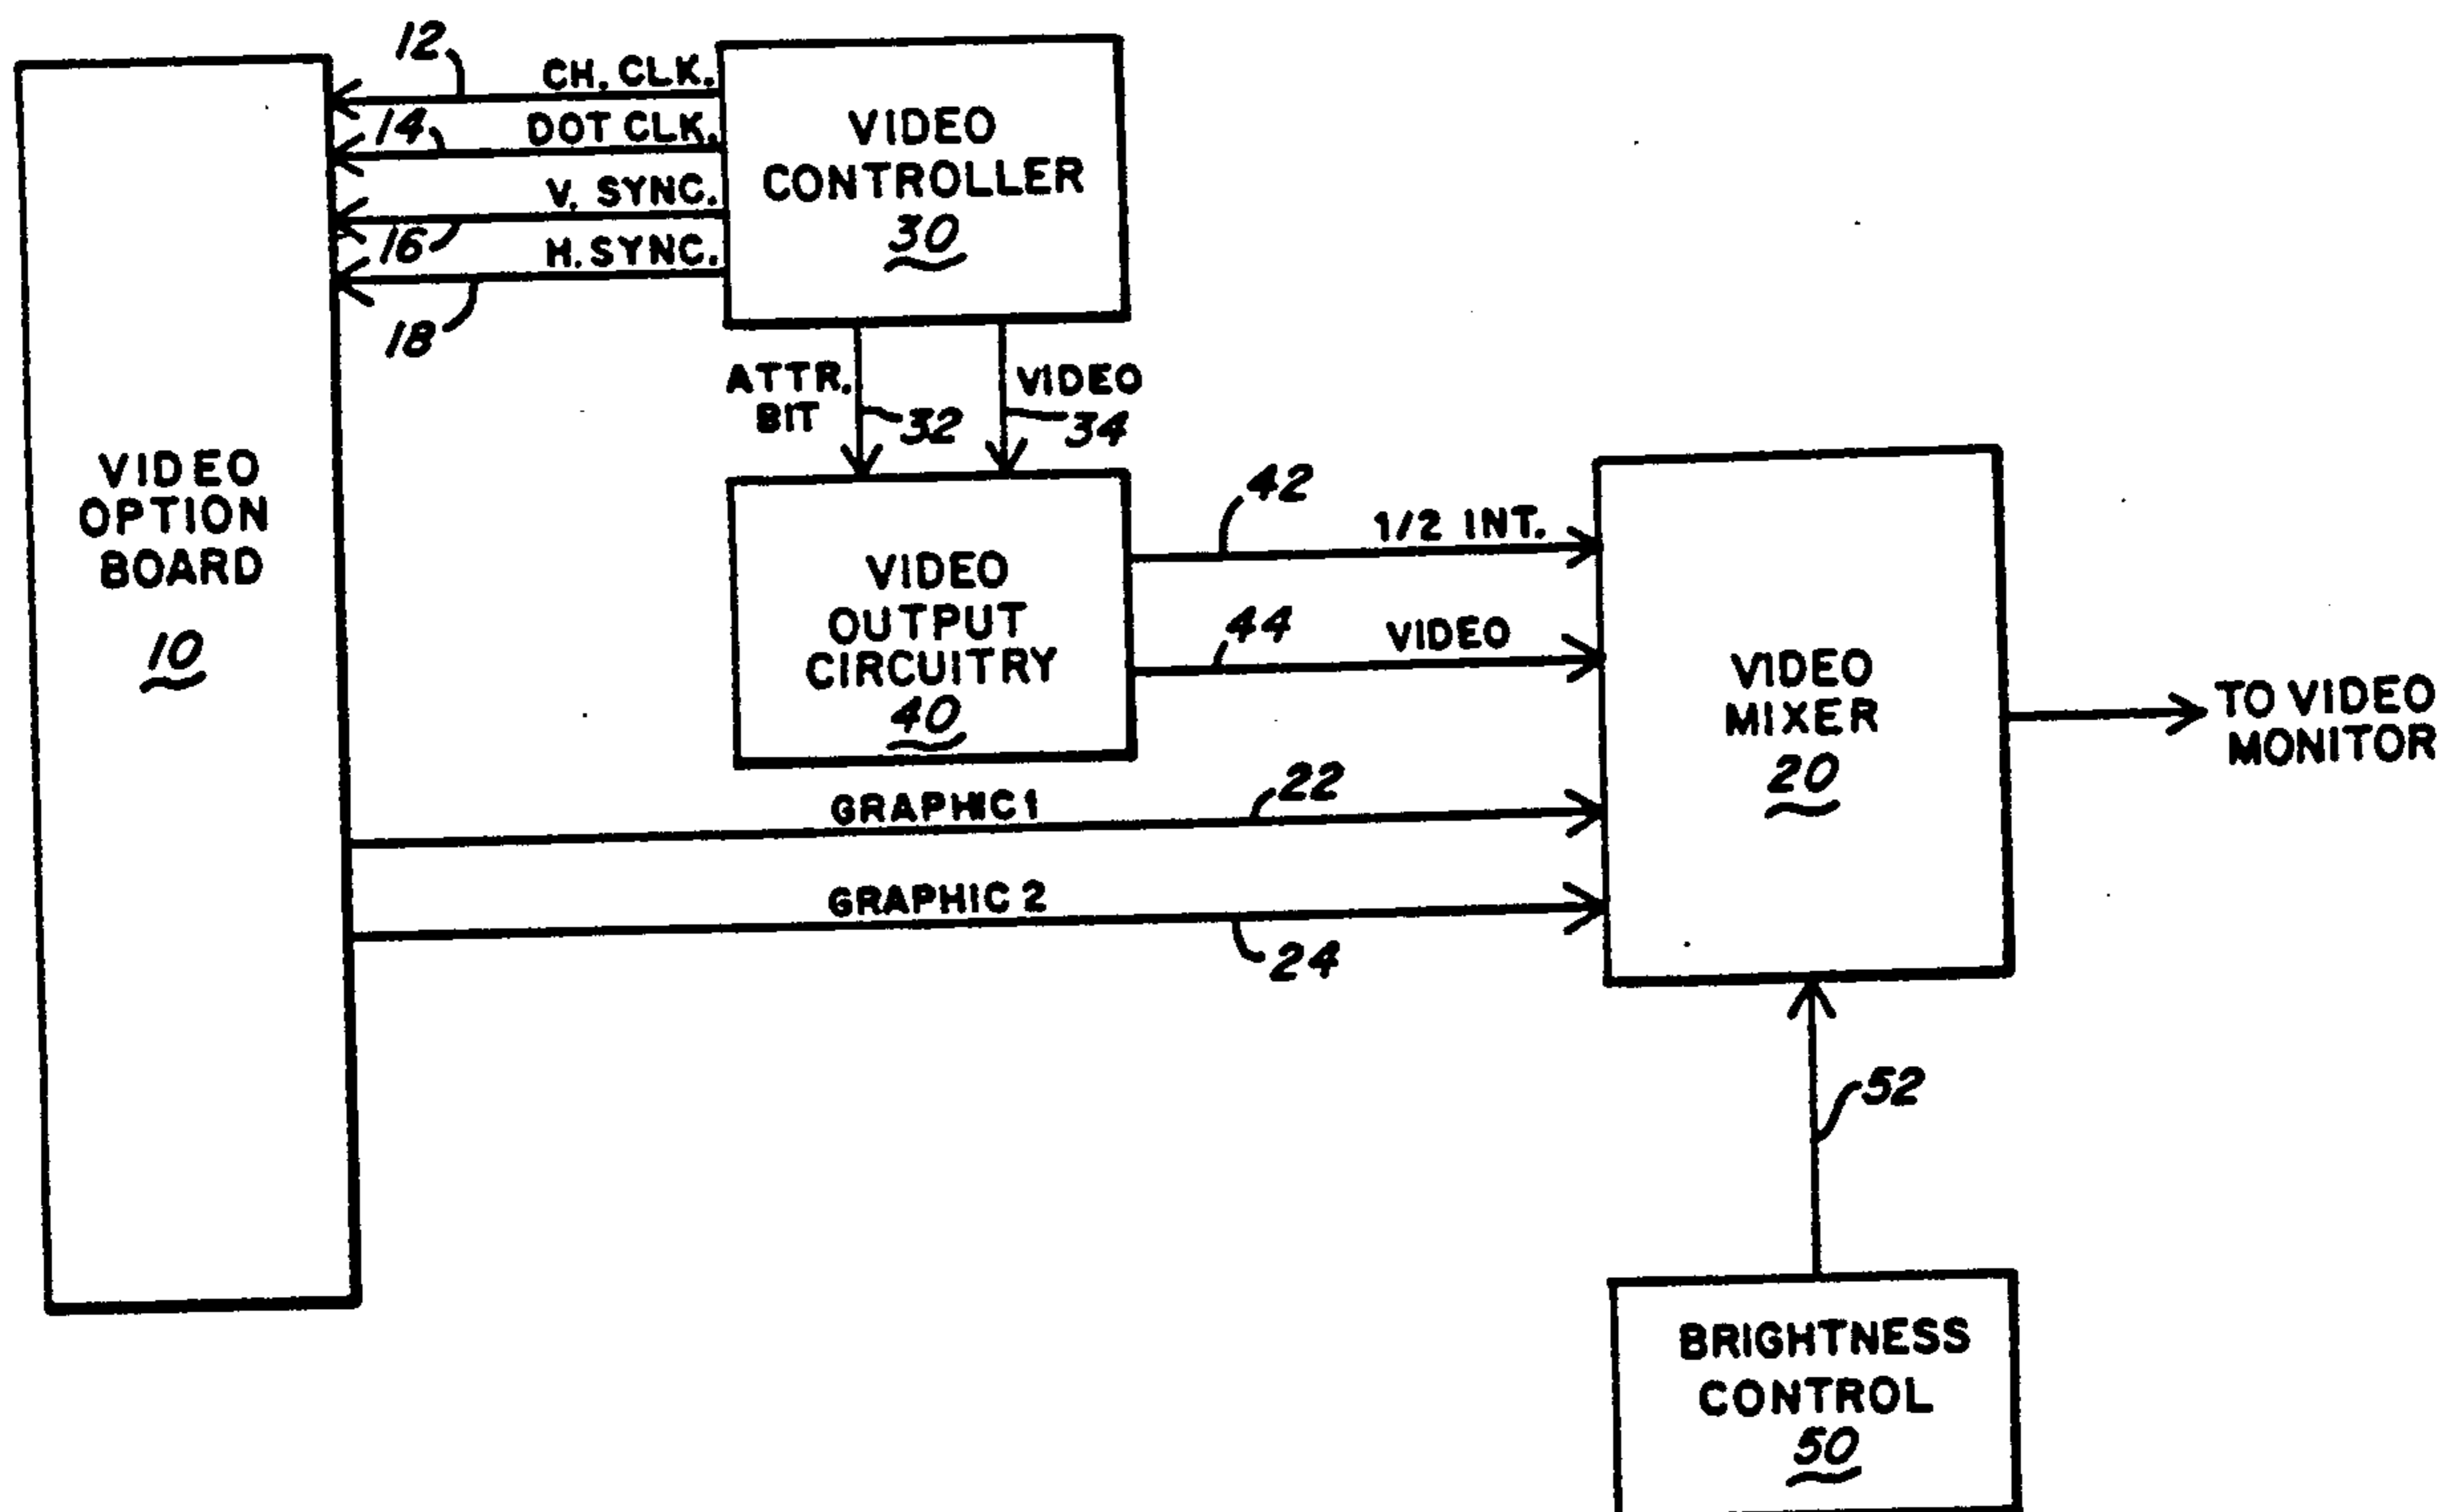 12
CH. CLK.
14
DOT CLK.
V. SYNC.
16
H. SYNC.
18
VIDEO
CONTROLLER
30
ATTR.
BIT
32
VIDEO
34
VIDEO
OPTION
BOARD
10
VIDEO
OUTPUT
CIRCUITRY
40
42
1/2 INT.
44
VIDEO
VIDEO
MIXER
20
TO VIDEO
MONITOR
GRAPHIC 1
22
GRAPHIC 2
24
52
BRIGHTNESS
CONTROL
50